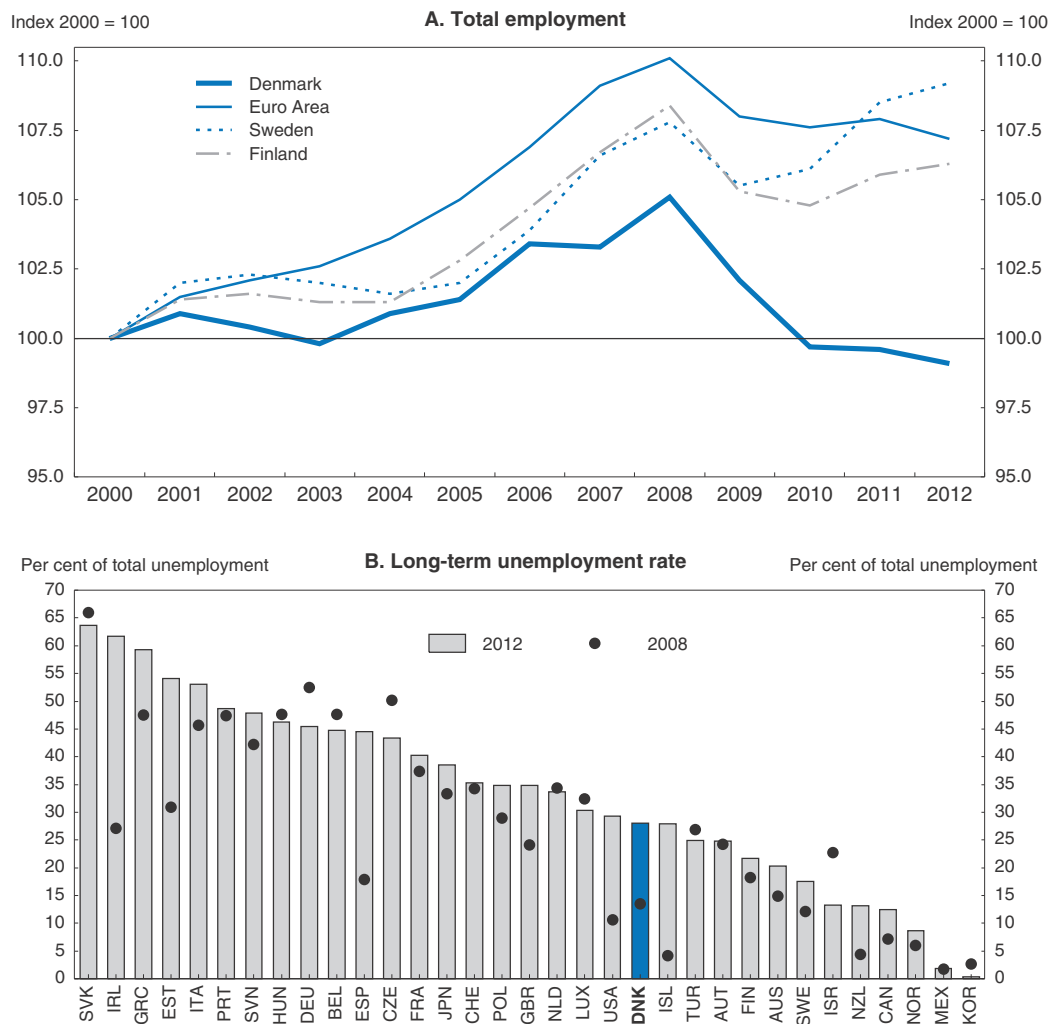 A. Total employment
Index 2000 = 100 Index 2000 = 100
110.0 110.0
Denmark
Euro Area
Sweden
Finland
107.5 107.5
105.0 105.0
102.5 102.5
100.0 100.0
97.5 97.5
95.0 95.0
2000 2001 2002 2003 2004 2005 2006 2007 2008 2009 2010 2011 2012
B. Long-term unemployment rate
Per cent of total unemployment Per cent of total unemployment
70 70
65 65
60 60
2012 2008
55 55
50 50
45 45
40 40
35 35
30 30
25 25
20 20
15 15
10 10
5 5
0 0
SVK IRL GRC EST ITA PRT SVN HUN DEU BEL ESP CZE FRA JPN CHE POL GBR NLD LUX USA DNK ISL TUR AUT FIN AUS SWE ISR NZL CAN NOR MEX KOR